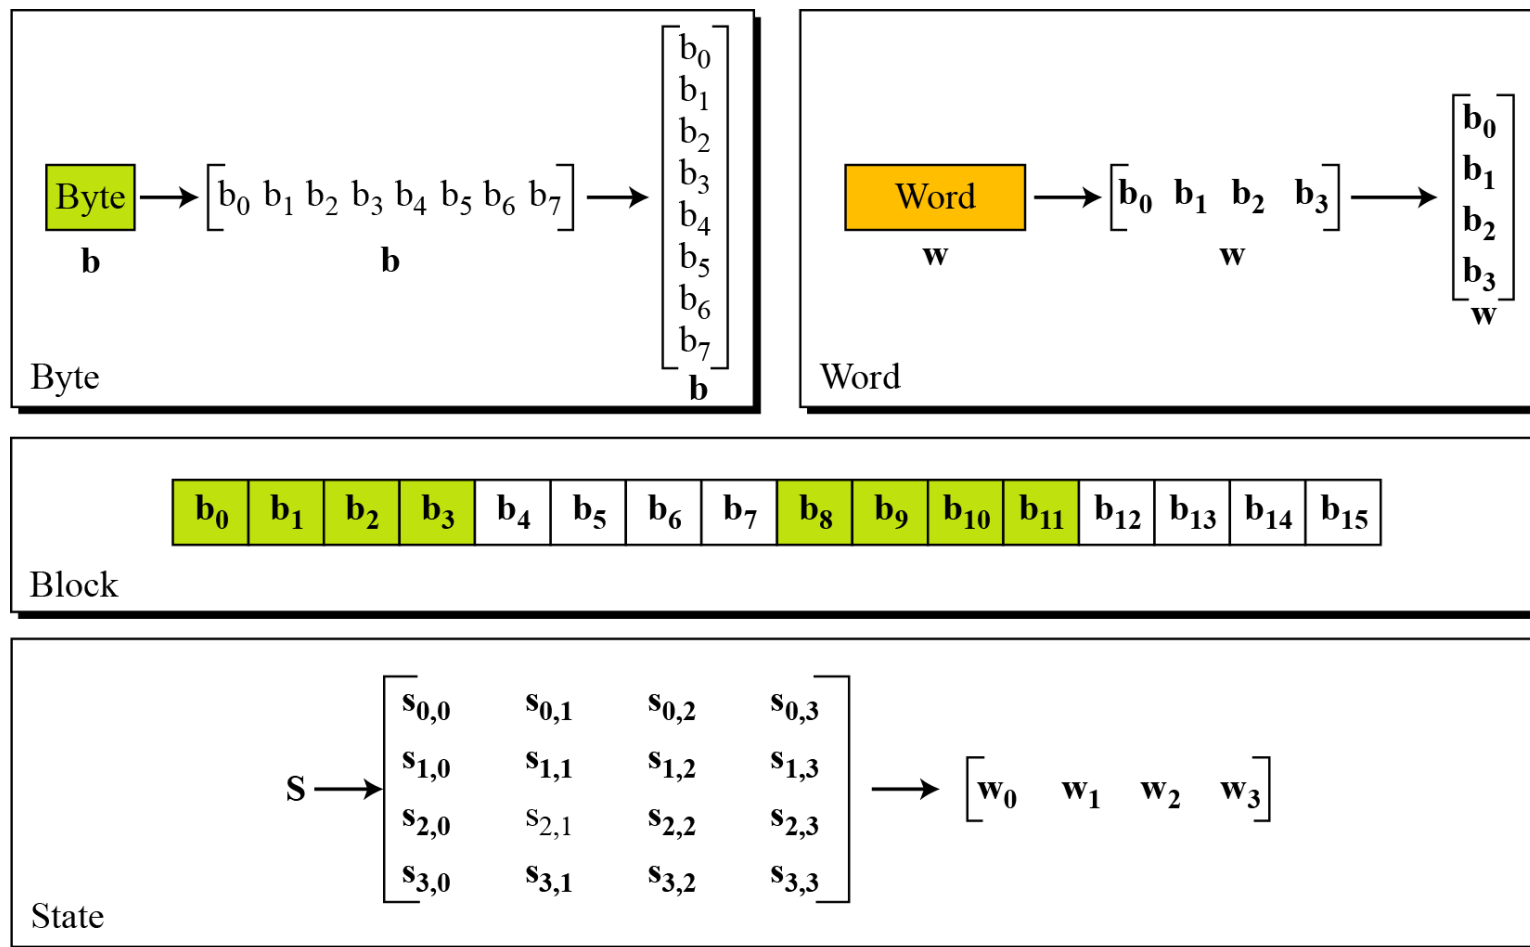 Byte → [b₀ b₁ b₂ b₃ b₄ b₅ b₆ b₇] →
b b
b₀
b₁
b₂
b₃
b₄
b₅
b₆
b₇
b
Byte
Word → [b₀ b₁ b₂ b₃] →
w w
b₀
b₁
b₂
b₃
w
Word
b₀ b₁ b₂ b₃ b₄ b₅ b₆ b₇ b₈ b₉ b₁₀ b₁₁ b₁₂ b₁₃ b₁₄ b₁₅
Block
s₀,₀ s₀,₁ s₀,₂ s₀,₃
s₁,₀ s₁,₁ s₁,₂ s₁,₃
S → → [w₀ w₁ w₂ w₃]
s₂,₀ s₂,₁ s₂,₂ s₂,₃
s₃,₀ s₃,₁ s₃,₂ s₃,₃
State